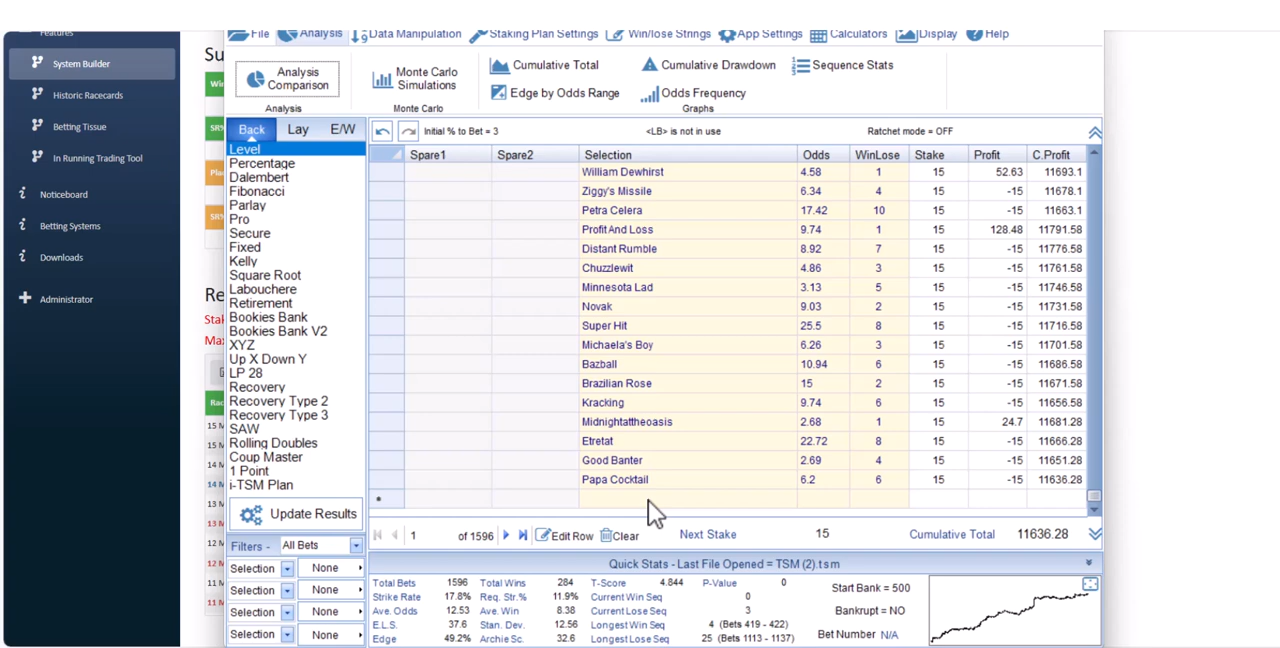 Features
System Builder
Historic Racecards
Betting Tissue
In Running Trading Tool
Noticeboard
Betting Systems
Downloads
Administrator
Su
Re
Sta
Max
15 M
15 M
14 M
14 M
13 M
13 M
12 M
12 M
11 M
11 M
File Analysis Data Manipulation Staking Plan Settings Win/lose Strings App Settings Calculators Display Help
Analysis Comparison
Analysis
Monte Carlo Simulations
Monte Carlo
Cumulative Total Cumulative Drawdown Sequence Stats
Edge by Odds Range Odds Frequency
Graphs
Back Lay E/W
Initial % to Bet = 3 <LB> is not in use Ratchet mode = OFF
Level
Percentage
Dalembert
Fibonacci
Parlay
Pro
Secure
Fixed
Kelly
Square Root
Labouchere
Retirement
Bookies Bank
Bookies Bank V2
XYZ
Up X Down Y
LP 28
Recovery
Recovery Type 2
Recovery Type 3
SAW
Rolling Doubles
Coup Master
1 Point
i-TSM Plan
Update Results
Filters - All Bets
Selection None
Selection None
Selection None
Selection None
Spare1 Spare2 Selection Odds WinLose Stake Profit C.Profit
William Dewhirst 4.58 1 15 52.63 11693.1
Ziggy's Missile 6.34 4 15 -15 11678.1
Petra Celera 17.42 10 15 -15 11663.1
Profit And Loss 9.74 1 15 128.48 11791.58
Distant Rumble 8.92 7 15 -15 11776.58
Chuzzlewit 4.86 3 15 -15 11761.58
Minnesota Lad 3.13 5 15 -15 11746.58
Novak 9.03 2 15 -15 11731.58
Super Hit 25.5 8 15 -15 11716.58
Michaela's Boy 6.26 3 15 -15 11701.58
Bazball 10.94 6 15 -15 11686.58
Brazilian Rose 15 2 15 -15 11671.58
Kracking 9.74 6 15 -15 11656.58
Midnightattheoasis 2.68 1 15 24.7 11681.28
Etretat 22.72 8 15 -15 11666.28
Good Banter 2.69 4 15 -15 11651.28
Papa Cocktail 6.2 6 15 -15 11636.28
*
1 of 1596 Edit Row Clear Next Stake 15 Cumulative Total 11636.28
Quick Stats - Last File Opened = TSM (2).tsm
Total Bets 1596 Total Wins 284 T-Score 4.844 P-Value 0 Start Bank = 500
Strike Rate 17.8% Req. Str.% 11.9% Current Win Seq 0
Ave. Odds 12.53 Ave. Win 8.38 Current Lose Seq 3 Bankrupt = NO
E.L.S. 37.6 Stan. Dev. 12.56 Longest Win Seq 4 (Bets 419 - 422)
Edge 49.2% Archie Sc. 32.6 Longest Lose Seq 25 (Bets 1113 - 1137) Bet Number N/A